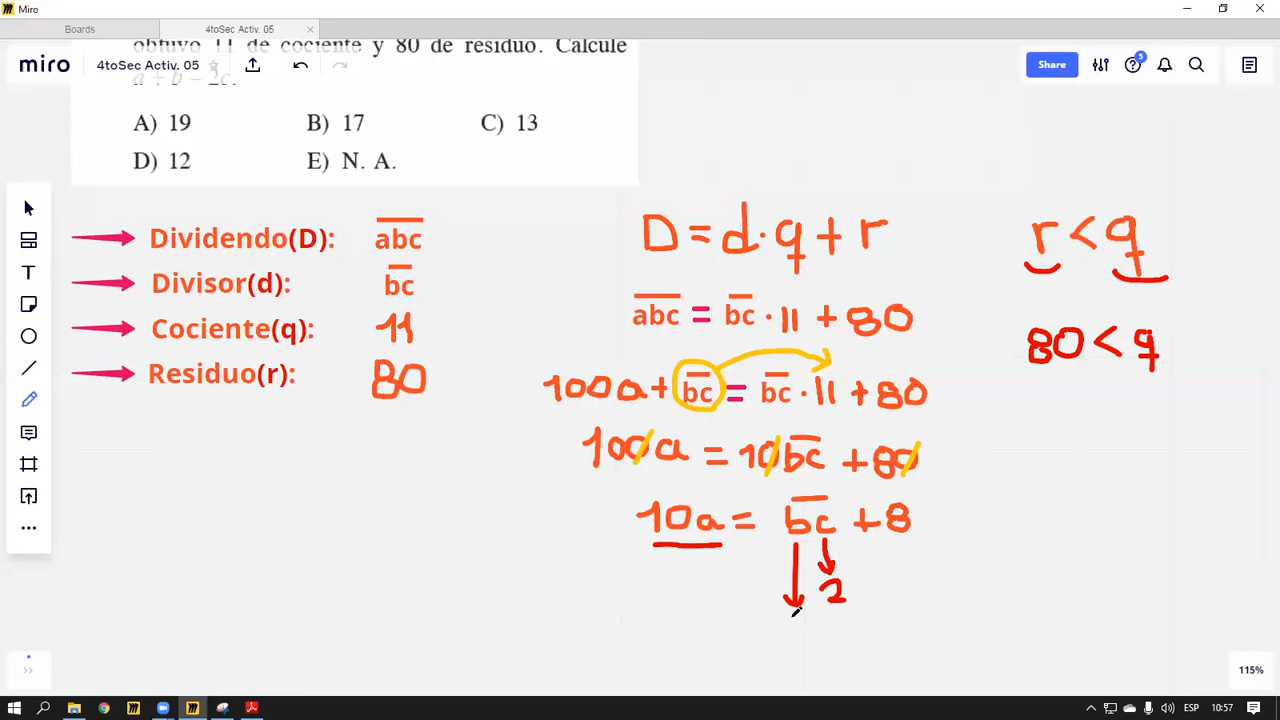 Miro
Boards
4toSec Activ. 05
obtuvo 11 de cociente y 80 de residuo. Calcule
a + b - 2c.
miro
4toSec Activ. 05
Share
5
A) 19
B) 17
C) 13
D) 12
E) N. A.
Dividendo(D): abc
Divisor(d): bc
Cociente(q): 11
Residuo(r): 80
D = d·q + r
r < q
abc = bc · 11 + 80
80 < q
100a + bc = bc · 11 + 80
100a = 10bc + 80
10a = bc + 8
2
115%
ESP
10:57